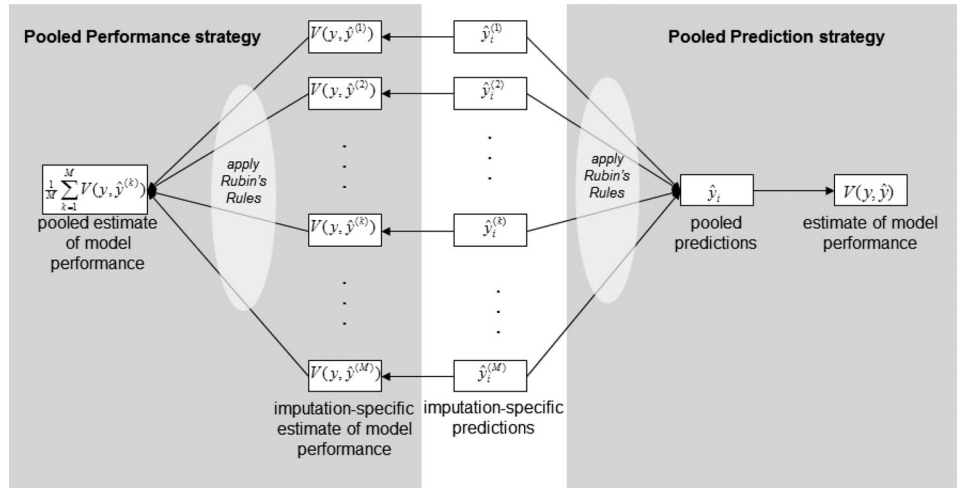 Pooled Performance strategy
V(y, ŷ^(1))
ŷ_i^(1)
Pooled Prediction strategy
V(y, ŷ^(2))
ŷ_i^(2)
apply
Rubin's
Rules
apply
Rubin's
Rules
1/M ∑_{k=1}^{M} V(y, ŷ^(k))
pooled estimate
of model
performance
V(y, ŷ^(k))
ŷ_i^(k)
ŷ_i
pooled
predictions
V(y, ŷ)
estimate of model
performance
V(y, ŷ^(M))
ŷ_i^(M)
imputation-specific
estimate of model
performance
imputation-specific
predictions